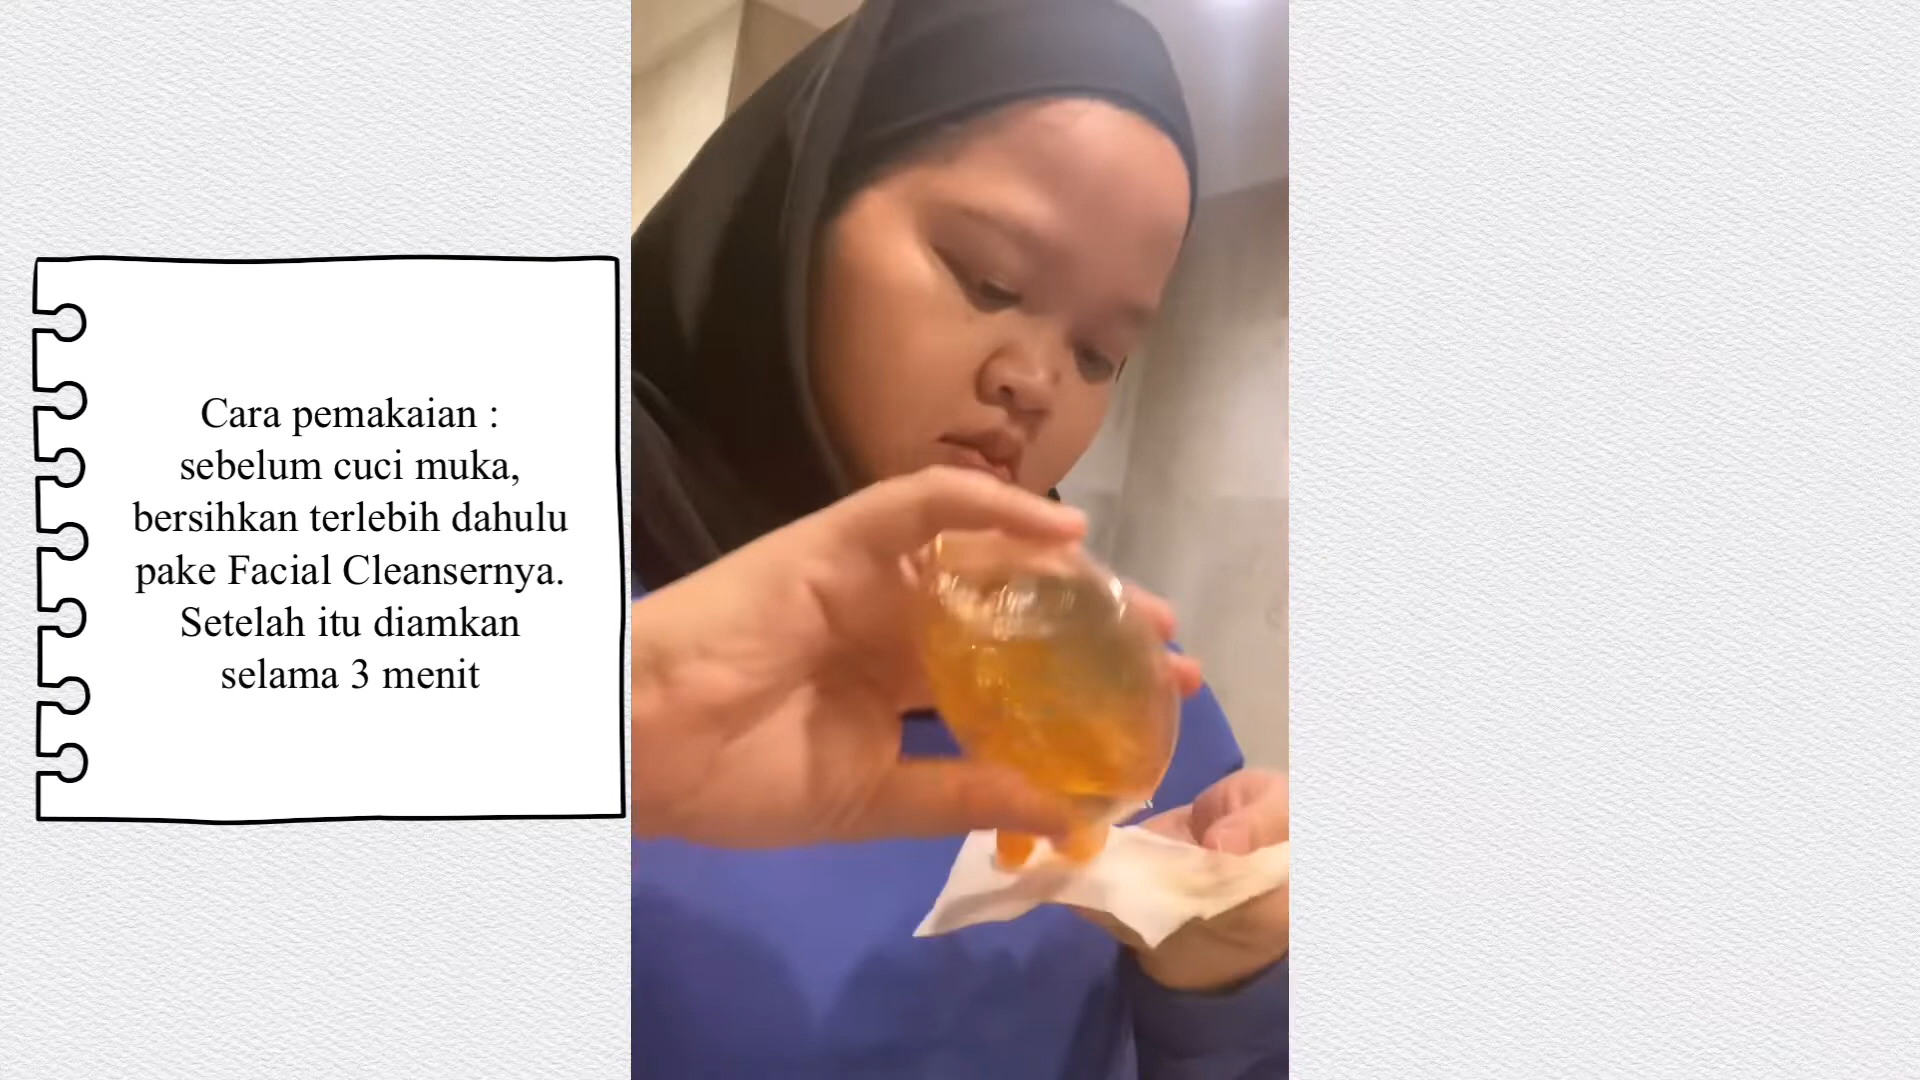 Cara pemakaian :
sebelum cuci muka,
bersihkan terlebih dahulu
pake Facial Cleansernya.
Setelah itu diamkan
selama 3 menit